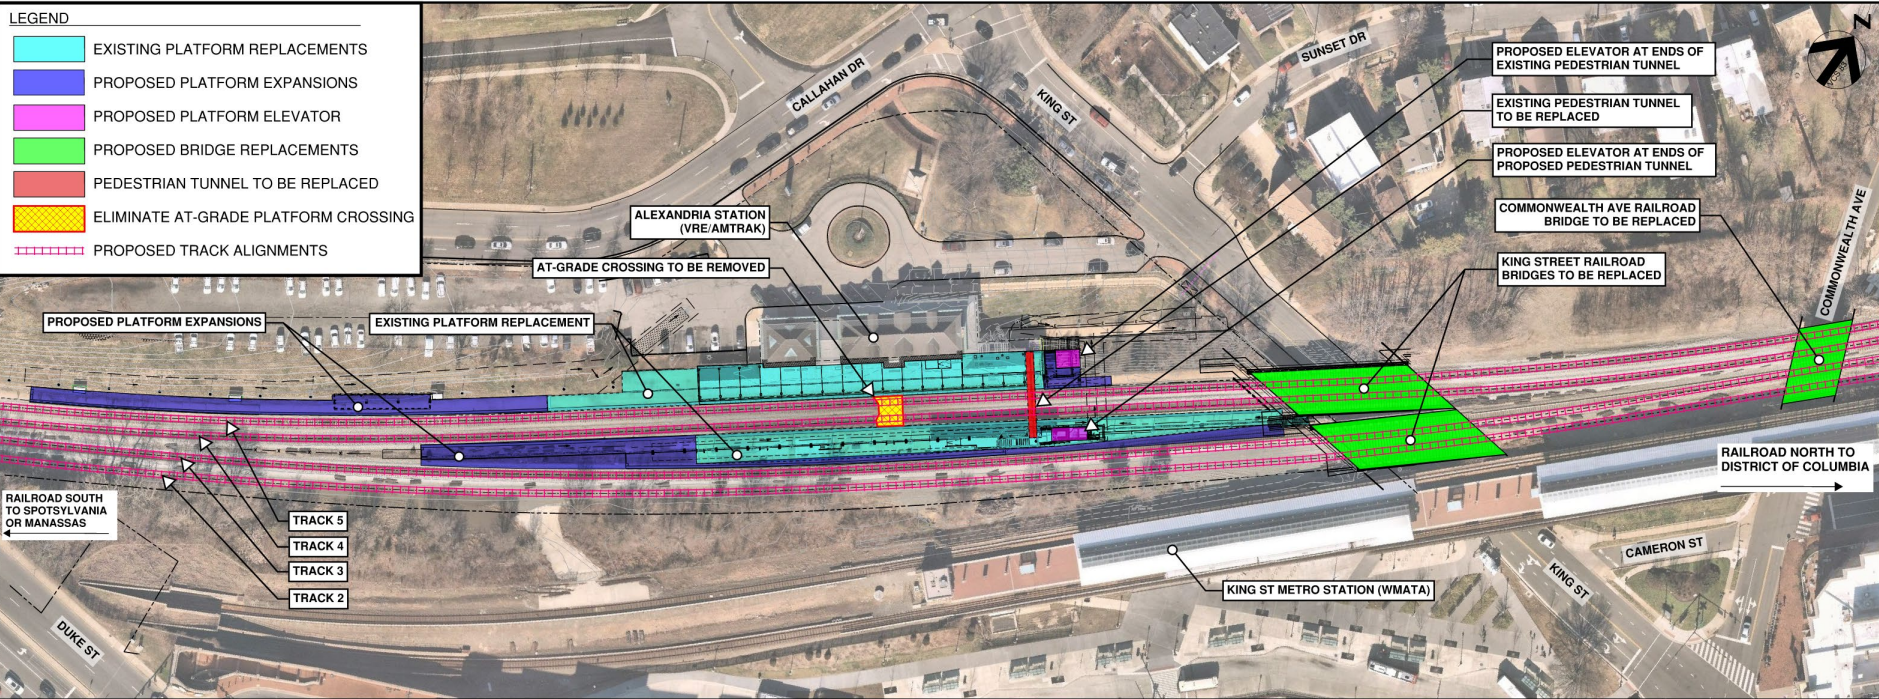 LEGEND
EXISTING PLATFORM REPLACEMENTS
PROPOSED PLATFORM EXPANSIONS
PROPOSED PLATFORM ELEVATOR
PROPOSED BRIDGE REPLACEMENTS
PEDESTRIAN TUNNEL TO BE REPLACED
ELIMINATE AT-GRADE PLATFORM CROSSING
PROPOSED TRACK ALIGNMENTS
CALLAHAN DR
KING ST
SUNSET DR
N
PROPOSED ELEVATOR AT ENDS OF
EXISTING PEDESTRIAN TUNNEL
EXISTING PEDESTRIAN TUNNEL
TO BE REPLACED
PROPOSED ELEVATOR AT ENDS OF
PROPOSED PEDESTRIAN TUNNEL
COMMONWEALTH AVE RAILROAD
BRIDGE TO BE REPLACED
KING STREET RAILROAD
BRIDGES TO BE REPLACED
COMMONWEALTH AVE
ALEXANDRIA STATION
(VRE/AMTRAK)
AT-GRADE CROSSING TO BE REMOVED
PROPOSED PLATFORM EXPANSIONS
EXISTING PLATFORM REPLACEMENT
RAILROAD NORTH TO
DISTRICT OF COLUMBIA
RAILROAD SOUTH
TO SPOTSYLVANIA
OR MANASSAS
TRACK 5
TRACK 4
TRACK 3
TRACK 2
DUKE ST
KING ST METRO STATION (WMATA)
KING ST
CAMERON ST